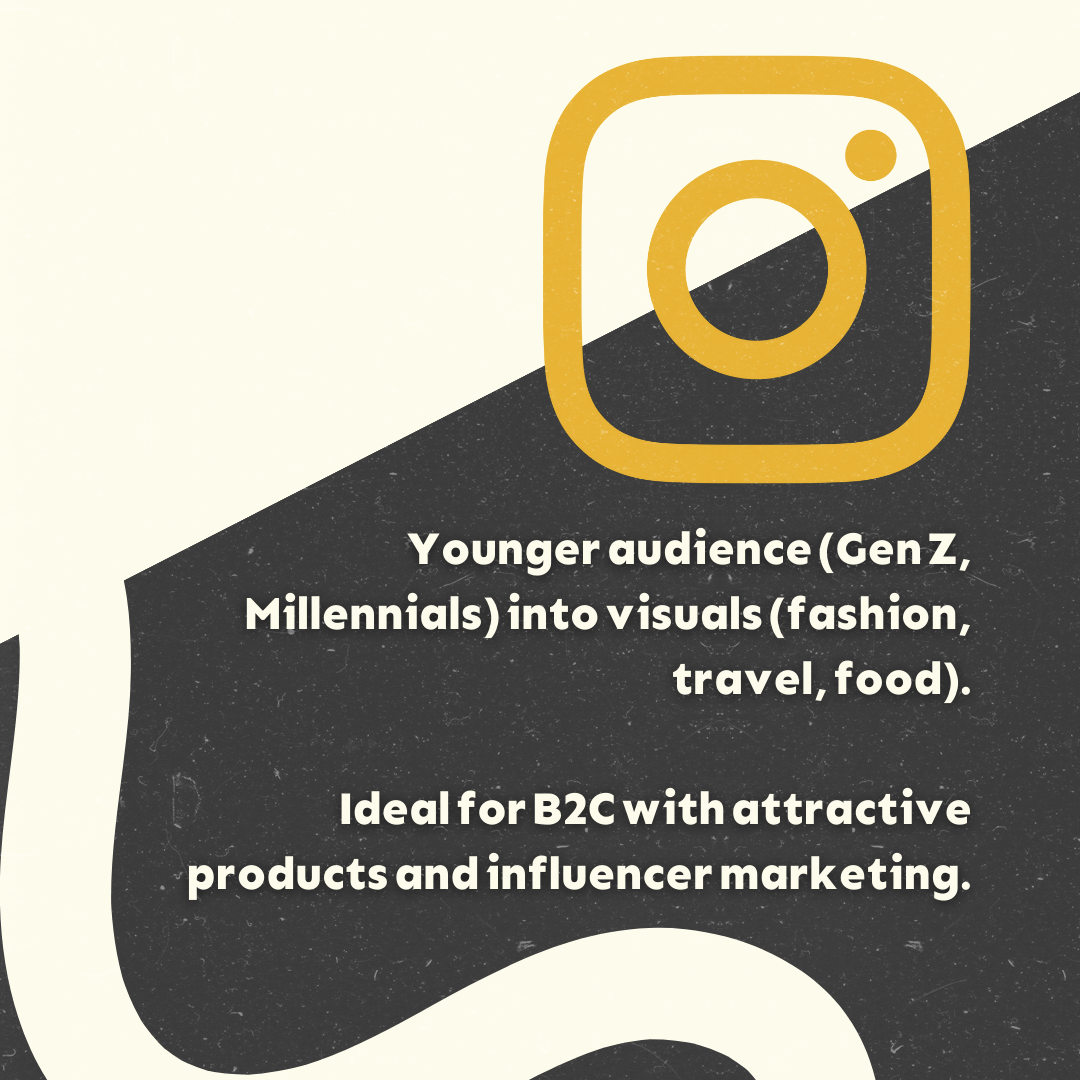 Younger audience (Gen Z,
Millennials) into visuals (fashion,
travel, food).
Ideal for B2C with attractive
products and influencer marketing.